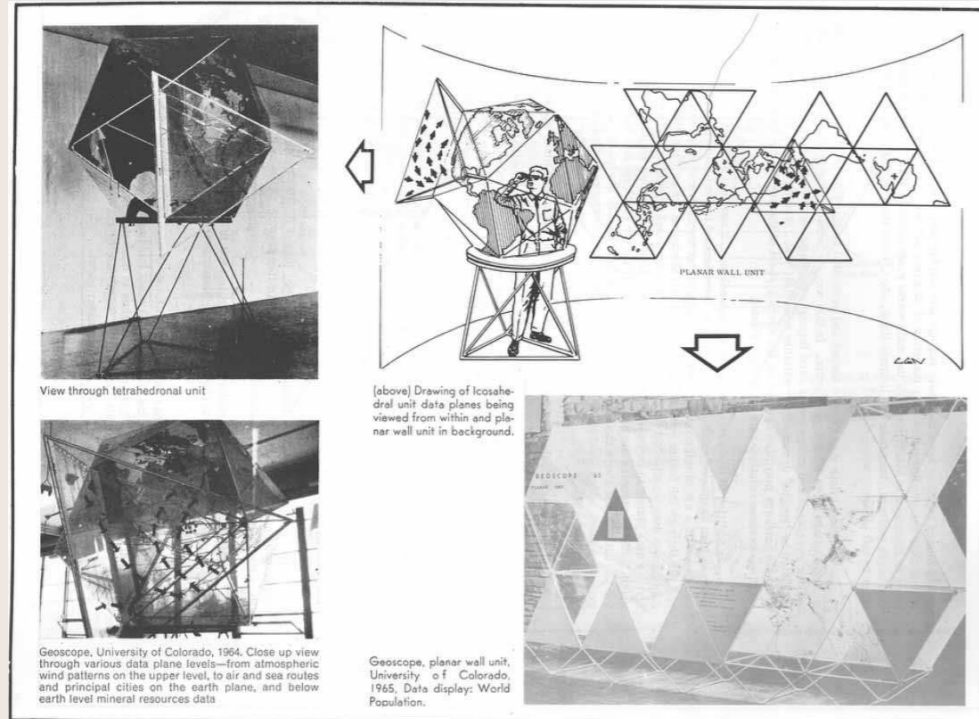 PLANAR WALL UNIT
View through tetrahedronal unit
(above) Drawing of Icosahe-
dral unit data planes being
viewed from within and pla-
nar wall unit in background.
GEOSCOPE 65
Geoscope, University of Colorado, 1964. Close up view
through various data plane levels—from atmospheric
wind patterns on the upper level, to air and sea routes
and principal cities on the earth plane, and below
earth level mineral resources data
Geoscope, planar wall unit,
University of Colorado,
1965, Data display: World
Population.